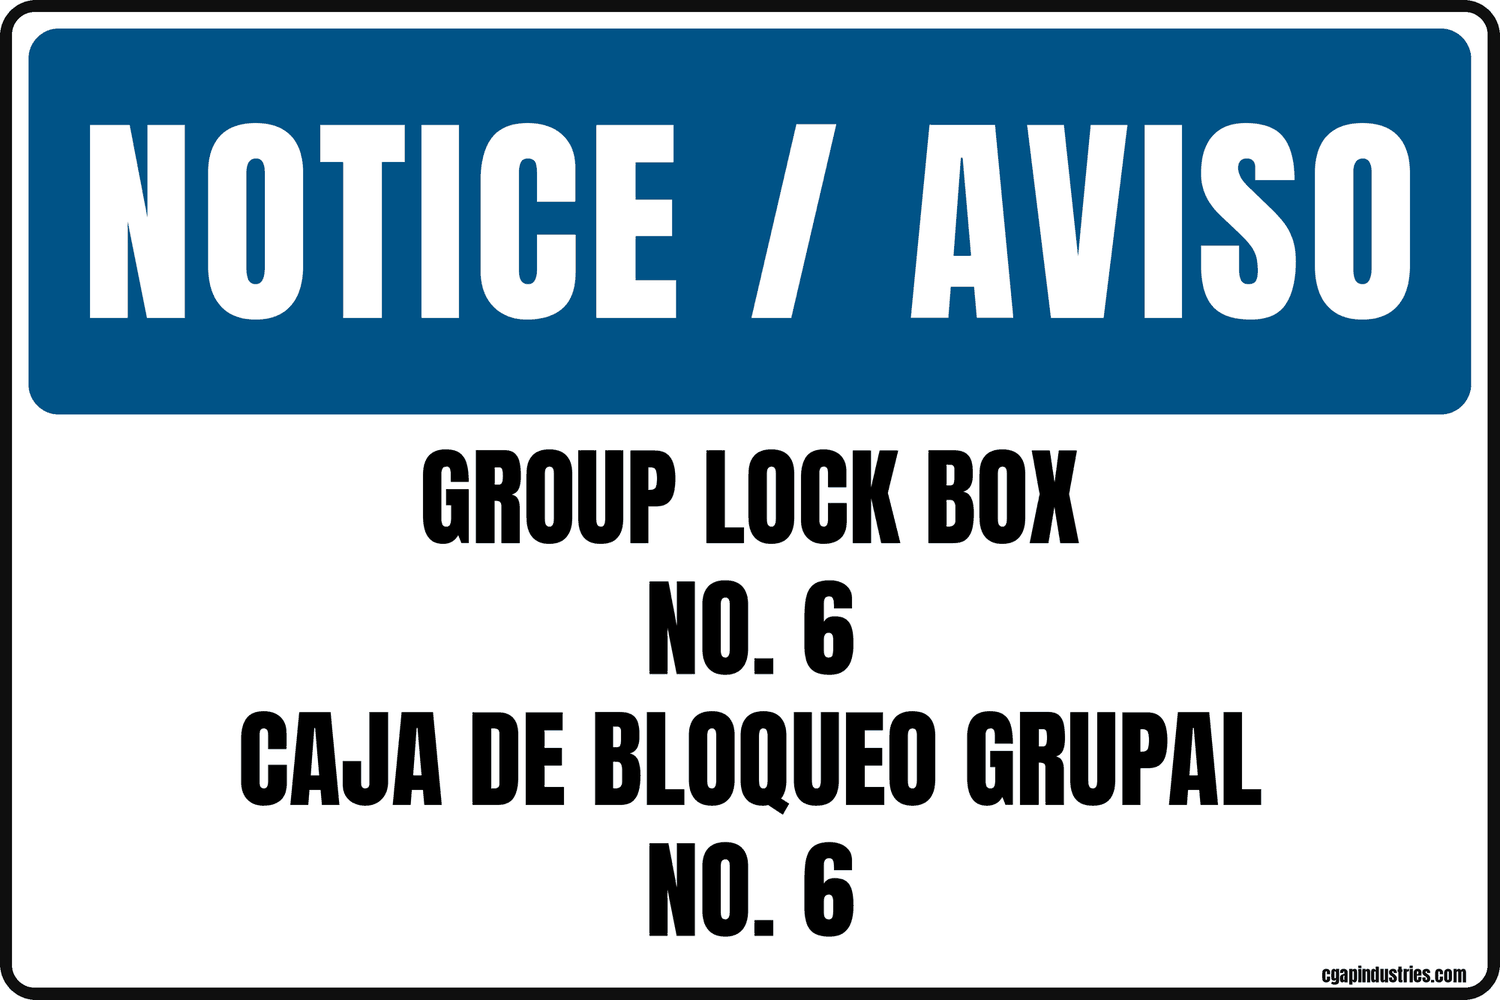 NOTICE / AVISO
GROUP LOCK BOX
NO. 6
CAJA DE BLOQUEO GRUPAL
NO. 6
cgapindustries.com